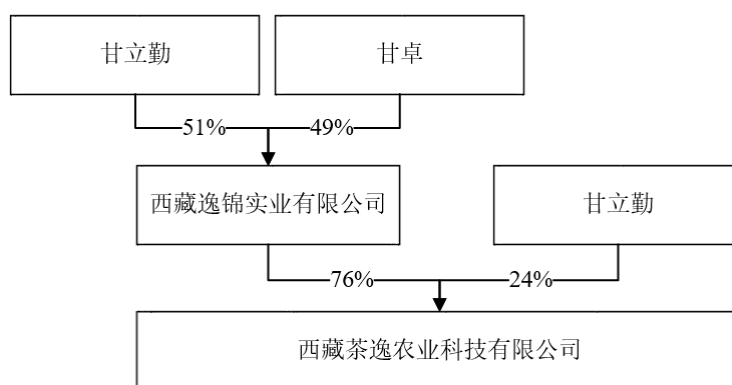 甘立勤
甘卓
51%
49%
西藏逸锦实业有限公司
甘立勤
76%
24%
西藏茶逸农业科技有限公司